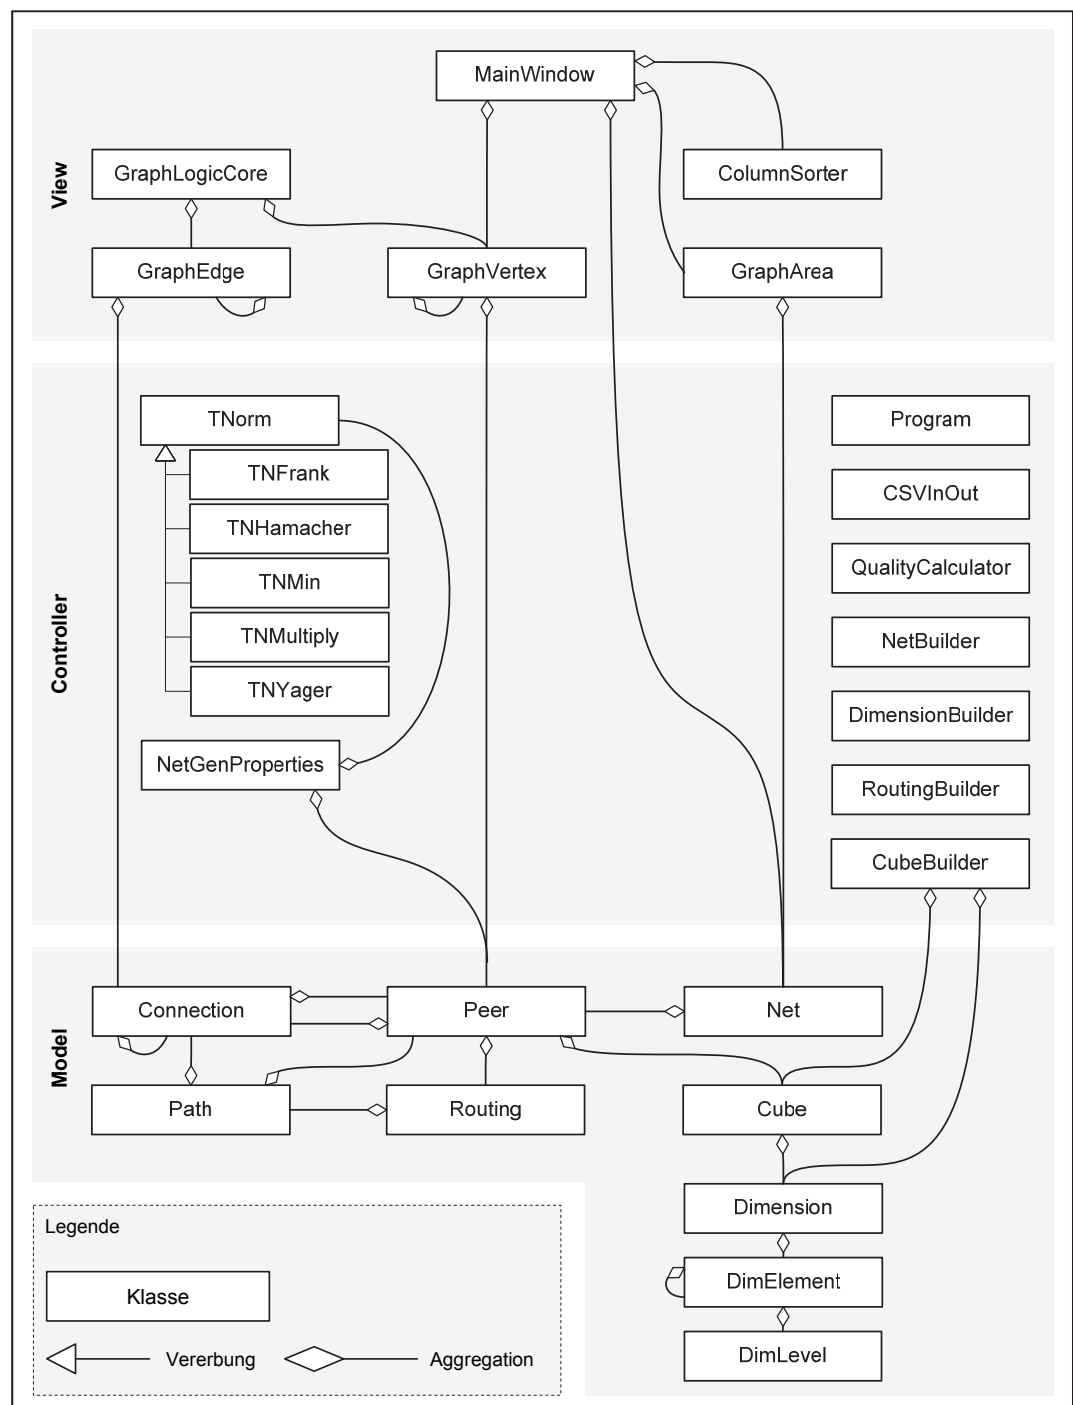 View
MainWindow
GraphLogicCore
ColumnSorter
GraphEdge
GraphVertex
GraphArea
Controller
TNorm
TNFrank
TNHamacher
TNMin
TNMultiply
TNYager
NetGenProperties
Program
CSVInOut
QualityCalculator
NetBuilder
DimensionBuilder
RoutingBuilder
CubeBuilder
Model
Connection
Peer
Net
Path
Routing
Cube
Dimension
DimElement
DimLevel
Legende
Klasse
Vererbung
Aggregation